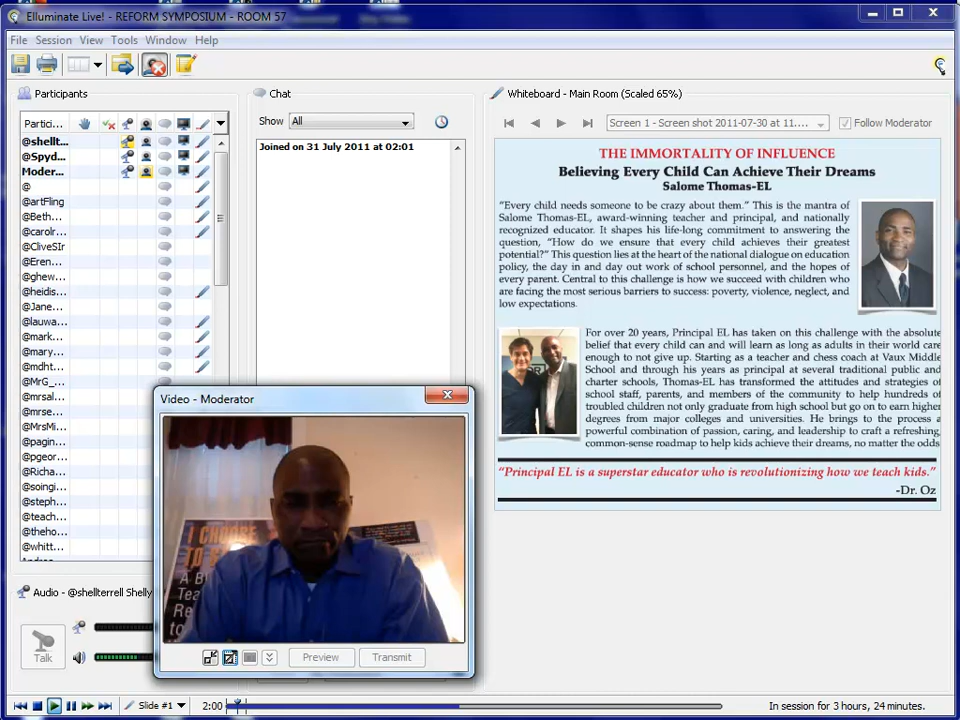 Elluminate Live! - REFORM SYMPOSIUM - ROOM 57
File Session View Tools Window Help
Participants
Partici...
@shellt...
@Spyd...
Moder...
@
@artFling
@Beth...
@carolr...
@CliveSIr
@Eren...
@ghew...
@heidis...
@Jane...
@lauwa...
@mark...
@mary...
@mdht...
@MrG_...
@mrsal...
@mrse...
@MrsMi...
@pagin...
@pgeor...
@Richa...
@soingi...
@steph...
@teach...
@theho...
@whitt...
Audio - @shellterrell Shelly
Talk
Chat
Show All
Joined on 31 July 2011 at 02:01
Video - Moderator
I CHOOSE
TO
A B
Tea
Re
to
Preview Transmit
Whiteboard - Main Room (Scaled 65%)
Screen 1 - Screen shot 2011-07-30 at 11....
Follow Moderator
THE IMMORTALITY OF INFLUENCE
Believing Every Child Can Achieve Their Dreams
Salome Thomas-EL
“Every child needs someone to be crazy about them.” This is the mantra of
Salome Thomas-EL, award-winning teacher and principal, and nationally
recognized educator. It shapes his life-long commitment to answering the
question, “How do we ensure that every child achieves their greatest
potential?” This question lies at the heart of the national dialogue on education
policy, the day in and day out work of school personnel, and the hopes of
every parent. Central to this challenge is how we succeed with children who
are facing the most serious barriers to success: poverty, violence, neglect, and
low expectations.
For over 20 years, Principal EL has taken on this challenge with the absolute
belief that every child can and will learn as long as adults in their world care
enough to not give up. Starting as a teacher and chess coach at Vaux Middle
School and through his years as principal at several traditional public and
charter schools, Thomas-EL has transformed the attitudes and strategies of
school staff, parents, and members of the community to help hundreds of
troubled children not only graduate from high school but go on to earn higher
degrees from major colleges and universities. He brings to the process a
powerful combination of passion, caring, and leadership to craft a refreshing
common-sense roadmap to help kids achieve their dreams, no matter the odds
“Principal EL is a superstar educator who is revolutionizing how we teach kids.”
-Dr. Oz
Slide #1
2:00
In session for 3 hours, 24 minutes.